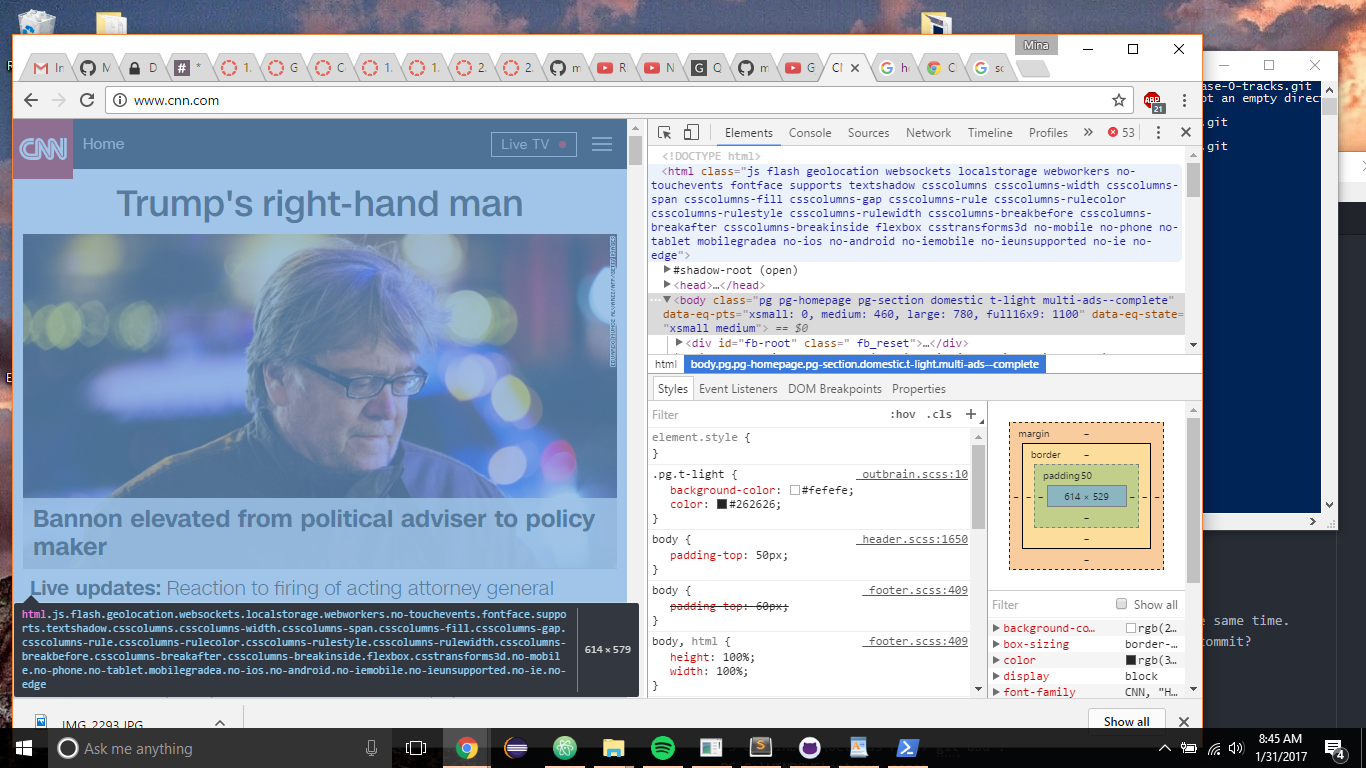 Mina
In
M
D
*
1.
G
C
1.
1.
2.
2.
m
R
N
Q
m
G
Cl
he
C
sc
www.cnn.com
ABP
21
CNN Home
Live TV
Trump's right-hand man
Bannon elevated from political adviser to policy
maker
Live updates: Reaction to firing of acting attorney general
html.js.flash.geolocation.websockets.localstorage.webworkers.no-touchevents.fontface.suppo
rts.textshadow.csscolumns.csscolumns-width.csscolumns-span.csscolumns-fill.csscolumns-gap.
csscolumns-rule.csscolumns-rulecolor.csscolumns-rulestyle.csscolumns-rulewidth.csscolumns-
breakbefore.csscolumns-breakafter.csscolumns-breakinside.flexbox.csstransforms3d.no-mobil
e.no-phone.no-tablet.mobilegradea.no-ios.no-android.no-iemobile.no-ieunsupported.no-ie.no-
edge
614 × 579
Elements Console Sources Network Timeline Profiles » 53
<!DOCTYPE html>
<html class="js flash geolocation websockets localstorage webworkers no-
touchevents fontface supports textshadow csscolumns csscolumns-width csscolumns-
span csscolumns-fill csscolumns-gap csscolumns-rule csscolumns-rulecolor
csscolumns-rulestyle csscolumns-rulewidth csscolumns-breakbefore csscolumns-
breakafter csscolumns-breakinside flexbox csstransforms3d no-mobile no-phone no-
tablet mobilegradea no-ios no-android no-iemobile no-ieunsupported no-ie no-
edge">
#shadow-root (open)
<head>…</head>
<body class="pg pg-homepage pg-section domestic t-light multi-ads--complete"
data-eq-pts="xsmall: 0, medium: 460, large: 780, full16x9: 1100" data-eq-state=
"xsmall medium"> == $0
<div id="fb-root" class=" fb_reset">…</div>
html body.pg.pg-homepage.pg-section.domestic.t-light.multi-ads--complete
Styles Event Listeners DOM Breakpoints Properties
Filter :hov .cls +
element.style {
}
.pg.t-light { _outbrain.scss:10
background-color: #fefefe;
color: #262626;
}
body { _header.scss:1650
padding-top: 50px;
}
body { _footer.scss:409
padding-top: 60px;
}
body, html { _footer.scss:409
height: 100%;
width: 100%;
}
margin –
border –
padding 50
– – – 614 × 529 – – –
–
–
–
Filter Show all
background-co… rgb(2…
box-sizing border-…
color rgb(3…
display block
font-family CNN, "H…
ase-O-tracks.git
ot an empty direct
.git
.git
e same time.
ommit?
IMG_2293.JPG
Show all
Ask me anything
8:45 AM
1/31/2017
4